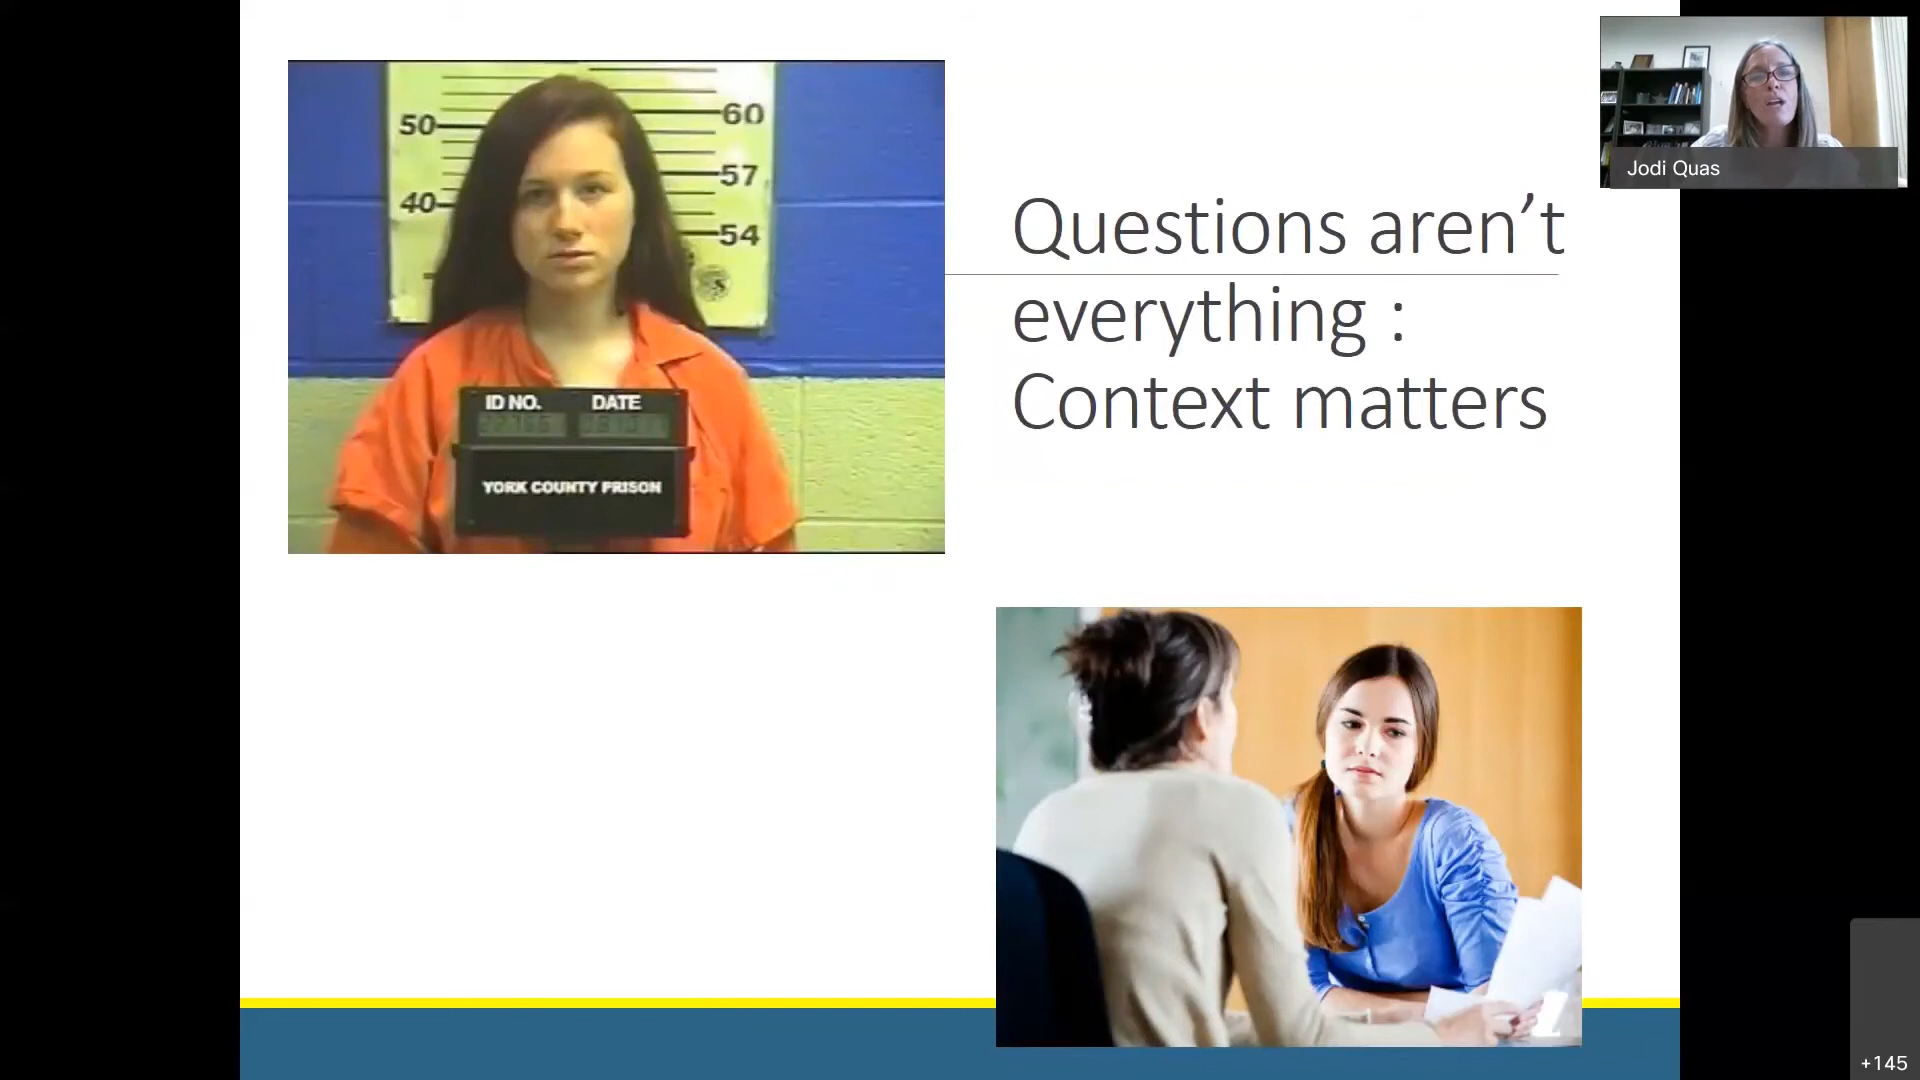 50
60
57
40
54
ID NO. DATE
YORK COUNTY PRISON
Questions aren’t
everything :
Context matters
Jodi Quas
+145